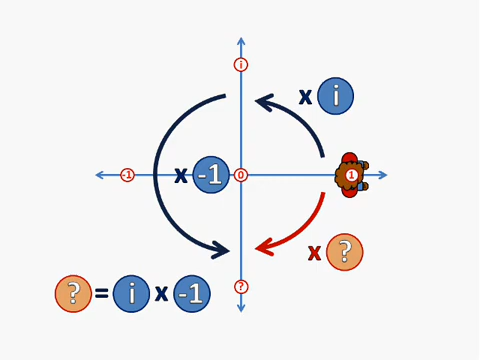 i
x i
-1
x -1
0
1
x ?
?
? = i x -1